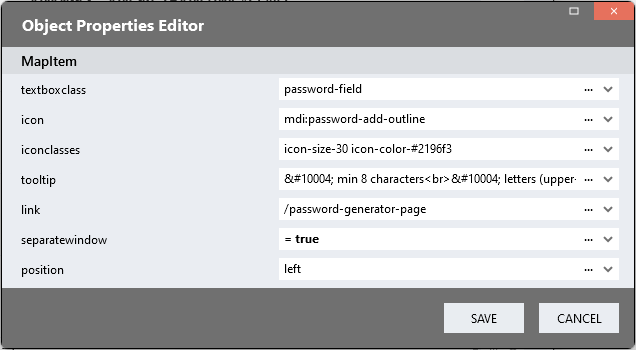 Object Properties Editor
MapItem
textboxclass password-field
icon mdi:password-add-outline
iconclasses icon-size-30 icon-color-#2196f3
tooltip &#10004; min 8 characters<br>&#10004; letters (upper-
link /password-generator-page
separatewindow = true
position left
SAVE CANCEL